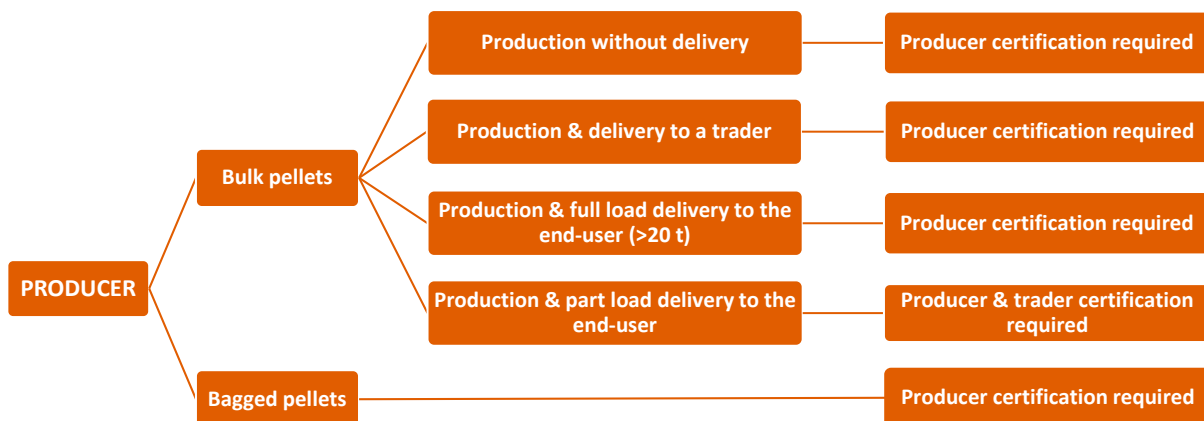 Production without delivery
Producer certification required
Production & delivery to a trader
Producer certification required
Bulk pellets
Production & full load delivery to the
end-user (>20 t)
Producer certification required
PRODUCER
Production & part load delivery to the
end-user
Producer & trader certification
required
Bagged pellets
Producer certification required